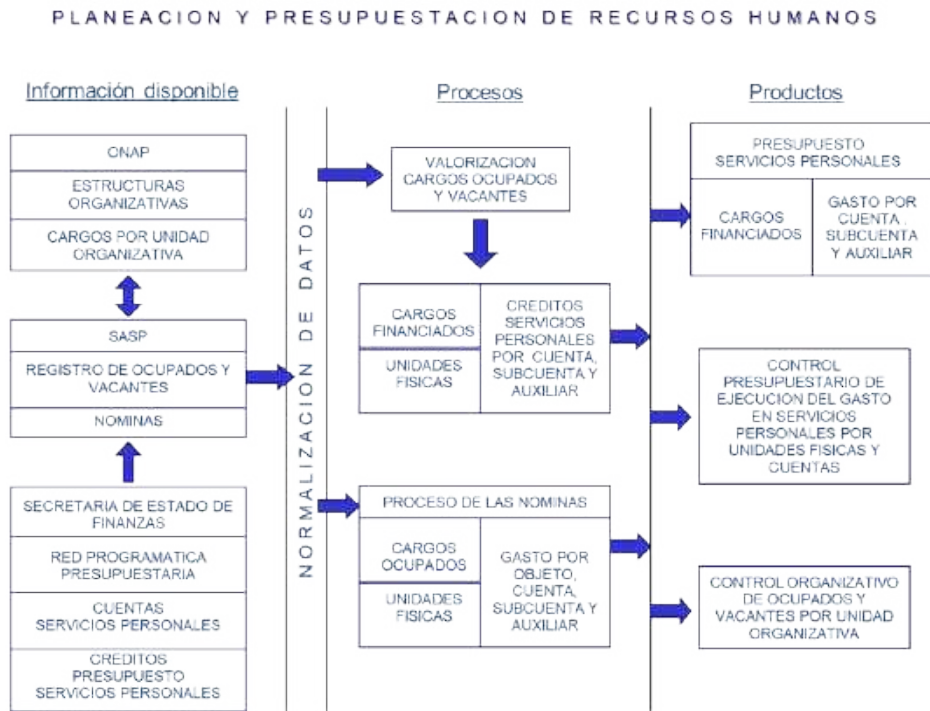 PLANEACION Y PRESUPUESTACION DE RECURSOS HUMANOS
Información disponible
ONAP
ESTRUCTURAS
ORGANIZATIVAS
CARGOS POR UNIDAD
ORGANIZATIVA
SASP
REGISTRO DE OCUPADOS Y
VACANTES
NOMINAS
SECRETARIA DE ESTADO DE
FINANZAS
RED PROGRAMATICA
PRESUPUESTARIA
CUENTAS
SERVICIOS PERSONALES
CREDITOS
PRESUPUESTO
SERVICIOS PERSONALES
NORMALIZACION DE DATOS
Procesos
VALORIZACION
CARGOS OCUPADOS
Y VACANTES
CARGOS
FINANCIADOS
UNIDADES
FISICAS
CREDITOS
SERVICIOS
PERSONALES
POR CUENTA,
SUBCUENTA Y
AUXILIAR
PROCESO DE LAS NOMINAS
CARGOS
OCUPADOS
UNIDADES
FISICAS
GASTO POR
OBJETO,
CUENTA,
SUBCUENTA Y
AUXILIAR
Productos
PRESUPUESTO
SERVICIOS PERSONALES
CARGOS
FINANCIADOS
GASTO POR
CUENTA ,
SUBCUENTA
Y AUXILIAR
CONTROL
PRESUPUESTARIO DE
EJECUCION DEL GASTO
EN SERVICIOS
PERSONALES POR
UNIDADES FISICAS Y
CUENTAS
CONTROL ORGANIZATIVO
DE OCUPADOS Y
VACANTES POR UNIDAD
ORGANIZATIVA